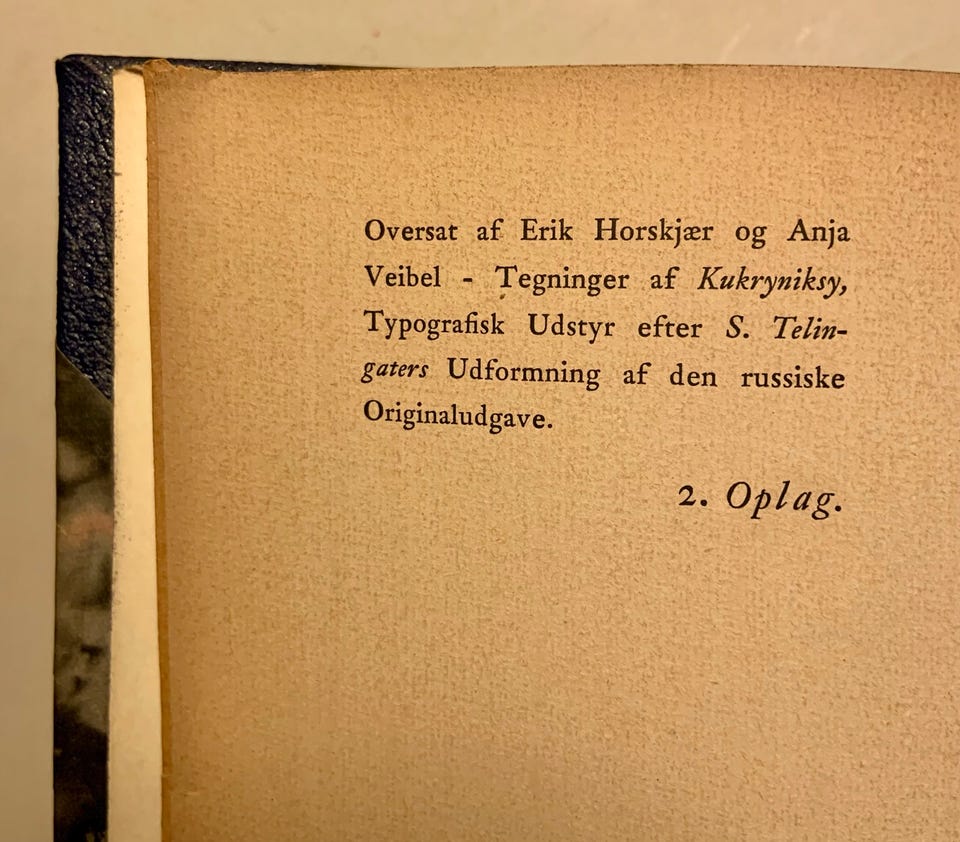 Oversat af Erik Horskjær og Anja
Veibel - Tegninger af Kukryniksy,
Typografisk Udstyr efter S. Telin-
gaters Udformning af den russiske
Originaludgave.
2. Oplag.